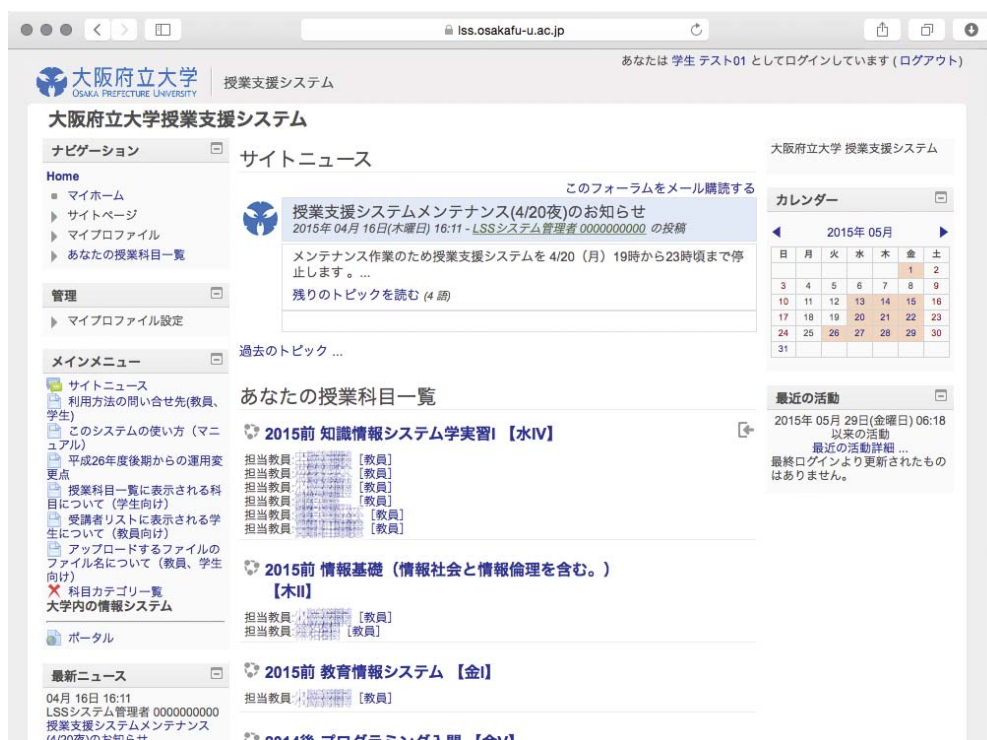 lss.osakafu-u.ac.jp
あなたは 学生 テスト01 としてログインしています ( ログアウト)
大阪府立大学
OSAKA PREFECTURE UNIVERSITY
授業支援システム
大阪府立大学授業支援システム
ナビゲーション
Home
マイホーム
サイトページ
マイプロファイル
あなたの授業科目一覧
管理
マイプロファイル設定
メインメニュー
サイトニュース
利用方法の問い合せ先(教員、
学生)
このシステムの使い方（マニ
ュアル）
平成26年度後期からの運用変
更点
授業科目一覧に表示される科
目について（学生向け）
受講者リストに表示される学
生について（教員向け）
アップロードするファイルの
ファイル名について（教員、学生
向け）
科目カテゴリ一覧
大学内の情報システム
ポータル
最新ニュース
04月 16日 16:11
LSSシステム管理者 0000000000
授業支援システムメンテナンス
(4/20夜)のお知らせ
サイトニュース
このフォーラムをメール購読する
授業支援システムメンテナンス(4/20夜)のお知らせ
2015年 04月 16日(木曜日) 16:11 - LSSシステム管理者 0000000000 の投稿
メンテナンス作業のため授業支援システムを 4/20（月）19時から23時頃まで停
止します 。...
残りのトピックを読む (4 語)
過去のトピック ...
あなたの授業科目一覧
2015前 知識情報システム学実習I 【水IV】
担当教員: [教員]
担当教員: [教員]
担当教員: [教員]
担当教員: [教員]
担当教員: [教員]
担当教員: [教員]
2015前 情報基礎（情報社会と情報倫理を含む。）
【木II】
担当教員: [教員]
担当教員: [教員]
2015前 教育情報システム 【金I】
担当教員: [教員]
2014後 プログラミング入門 【金V】
大阪府立大学 授業支援システム
カレンダー
2015年 05月
日 月 火 水 木 金 土
1 2
3 4 5 6 7 8 9
10 11 12 13 14 15 16
17 18 19 20 21 22 23
24 25 26 27 28 29 30
31
最近の活動
2015年 05月 29日(金曜日) 06:18
以来の活動
最近の活動詳細 ...
最終ログインより更新されたもの
はありません。